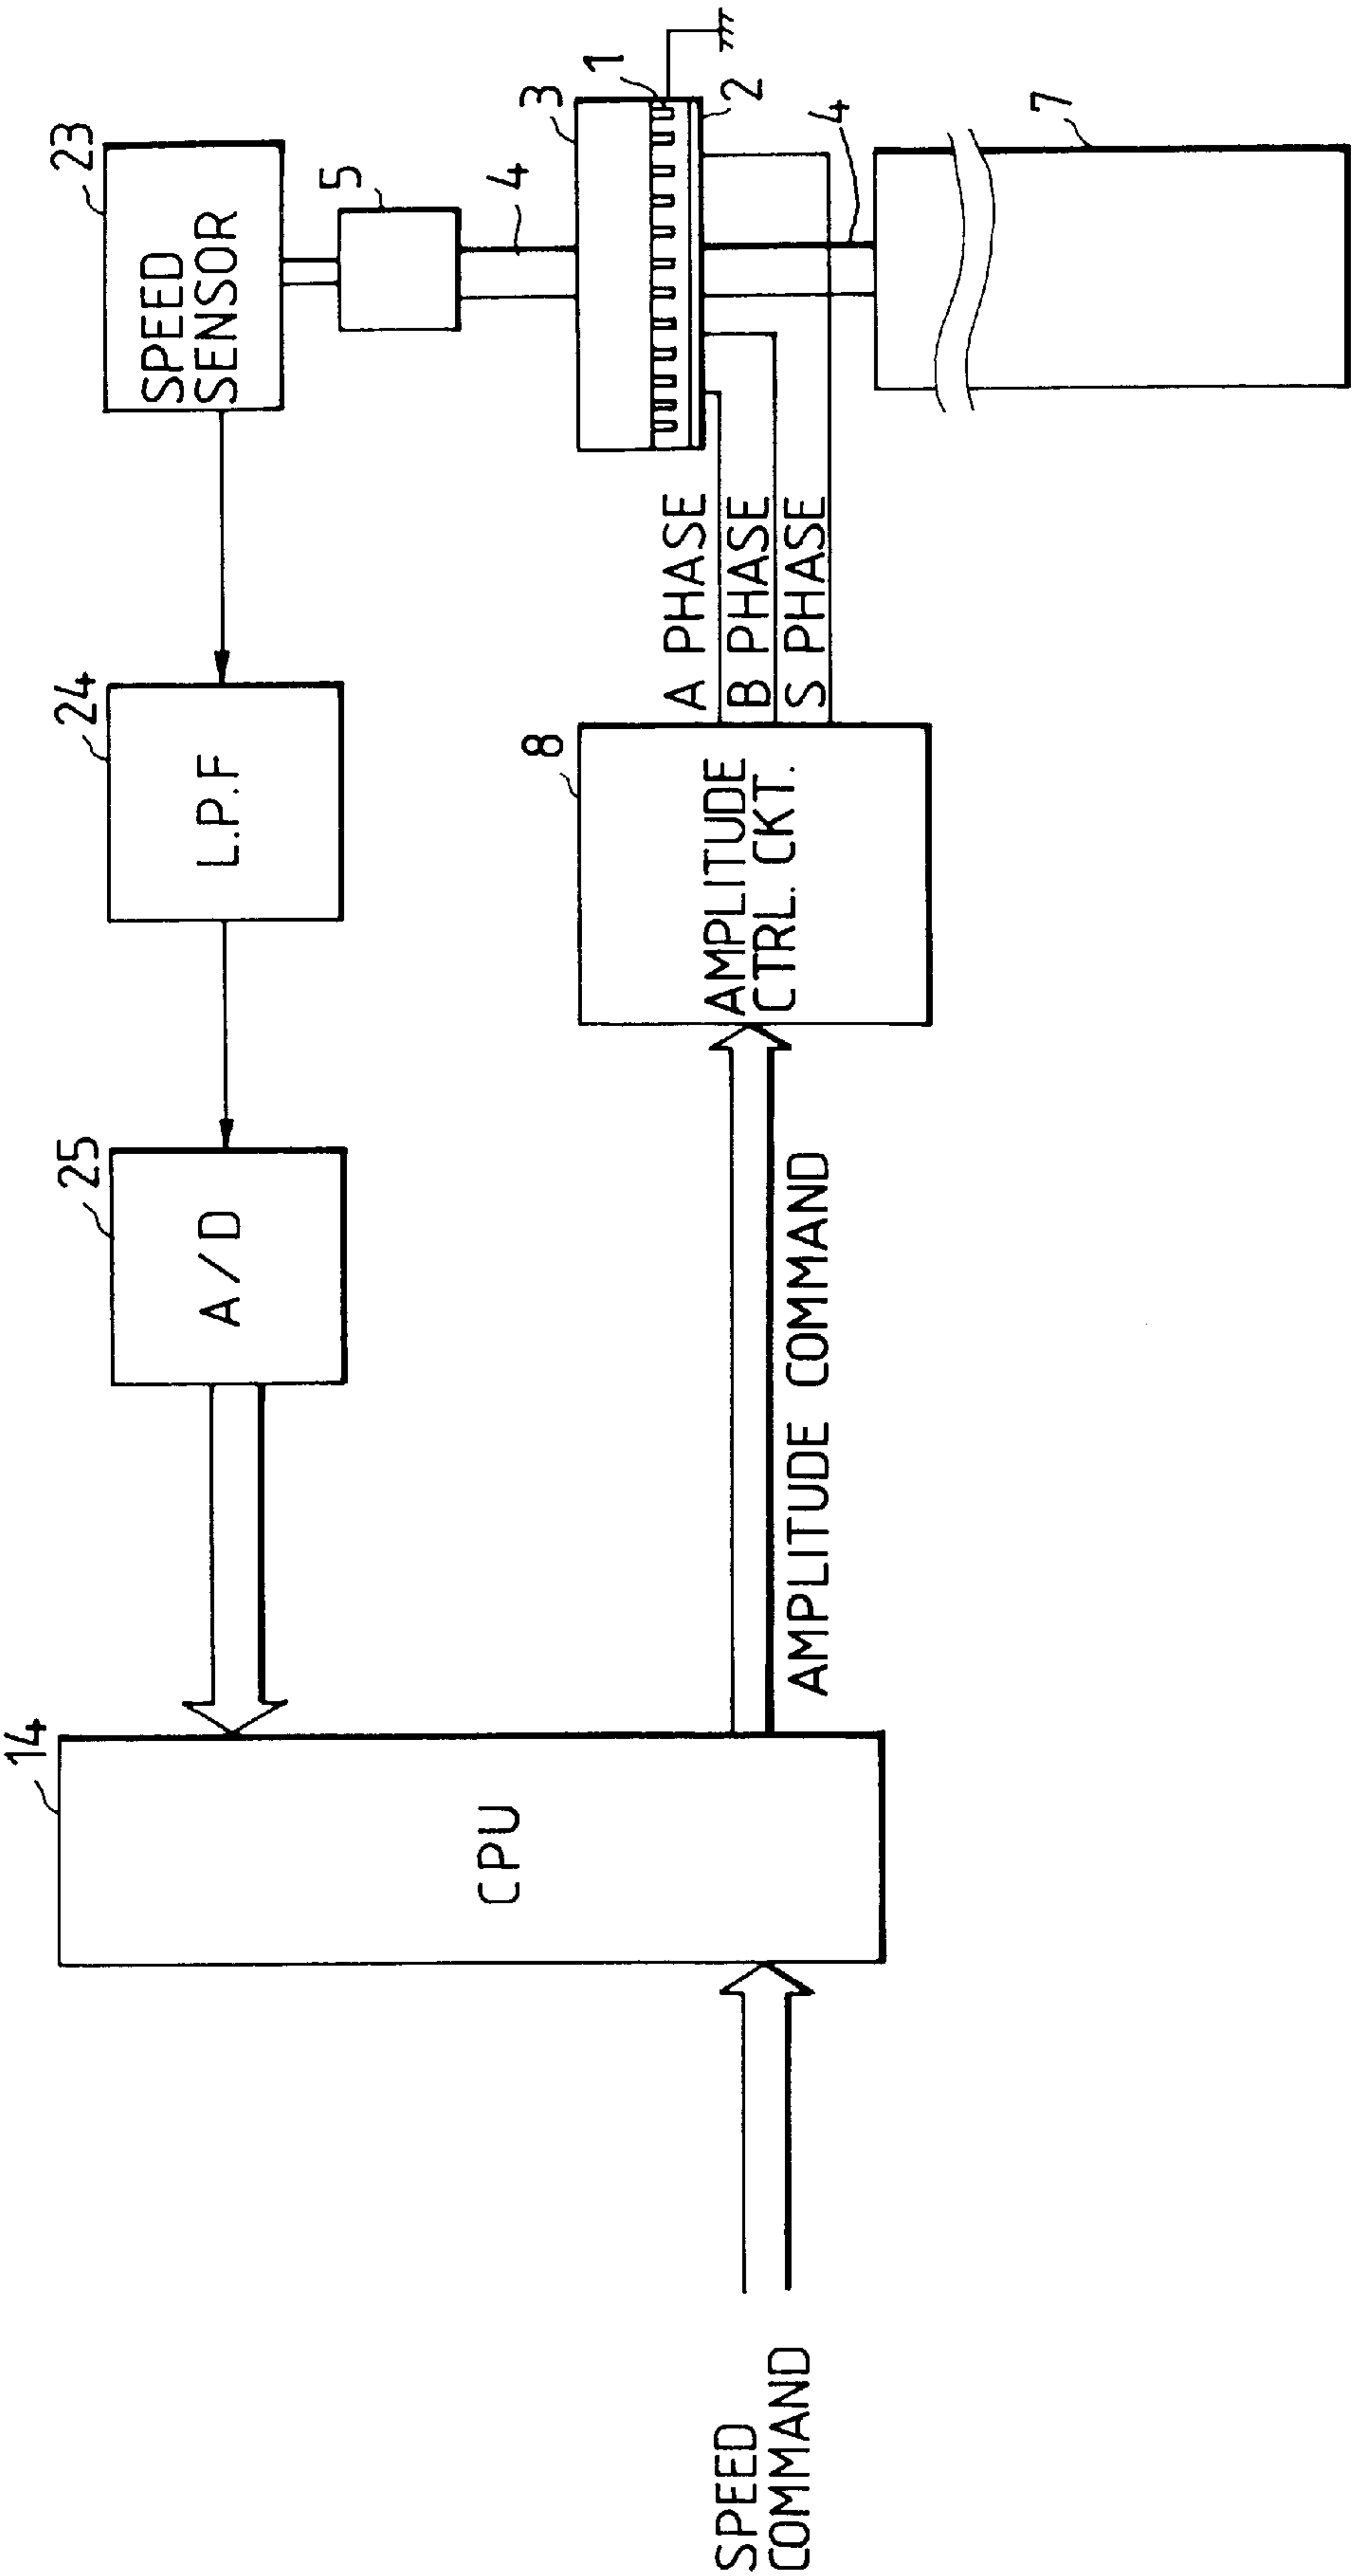 14
CPU
SPEED
COMMAND
25
A/D
24
L.P.F
23
SPEED
SENSOR
5
4
3
1
2
4
7
8
AMPLITUDE
CTRL. CKT.
A PHASE
B PHASE
S PHASE
AMPLITUDE COMMAND